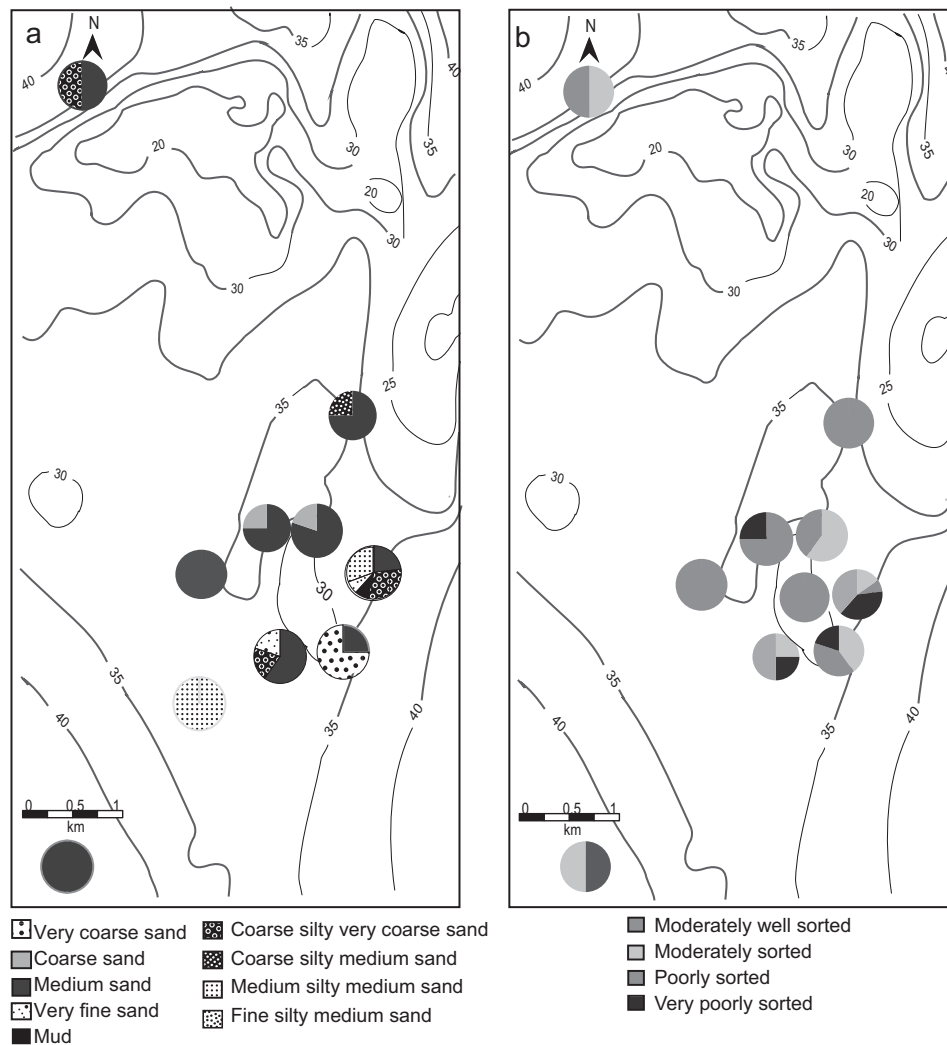 a
N
40
35
40
30
35
20
20
30
30
25
35
30
30
35
40
35
40
0 0.5 1
km
Very coarse sand
Coarse sand
Medium sand
Very fine sand
Mud
Coarse silty very coarse sand
Coarse silty medium sand
Medium silty medium sand
Fine silty medium sand
b
N
40
35
40
30
35
20
20
30
30
25
35
30
30
35
40
35
40
0 0.5 1
km
Moderately well sorted
Moderately sorted
Poorly sorted
Very poorly sorted